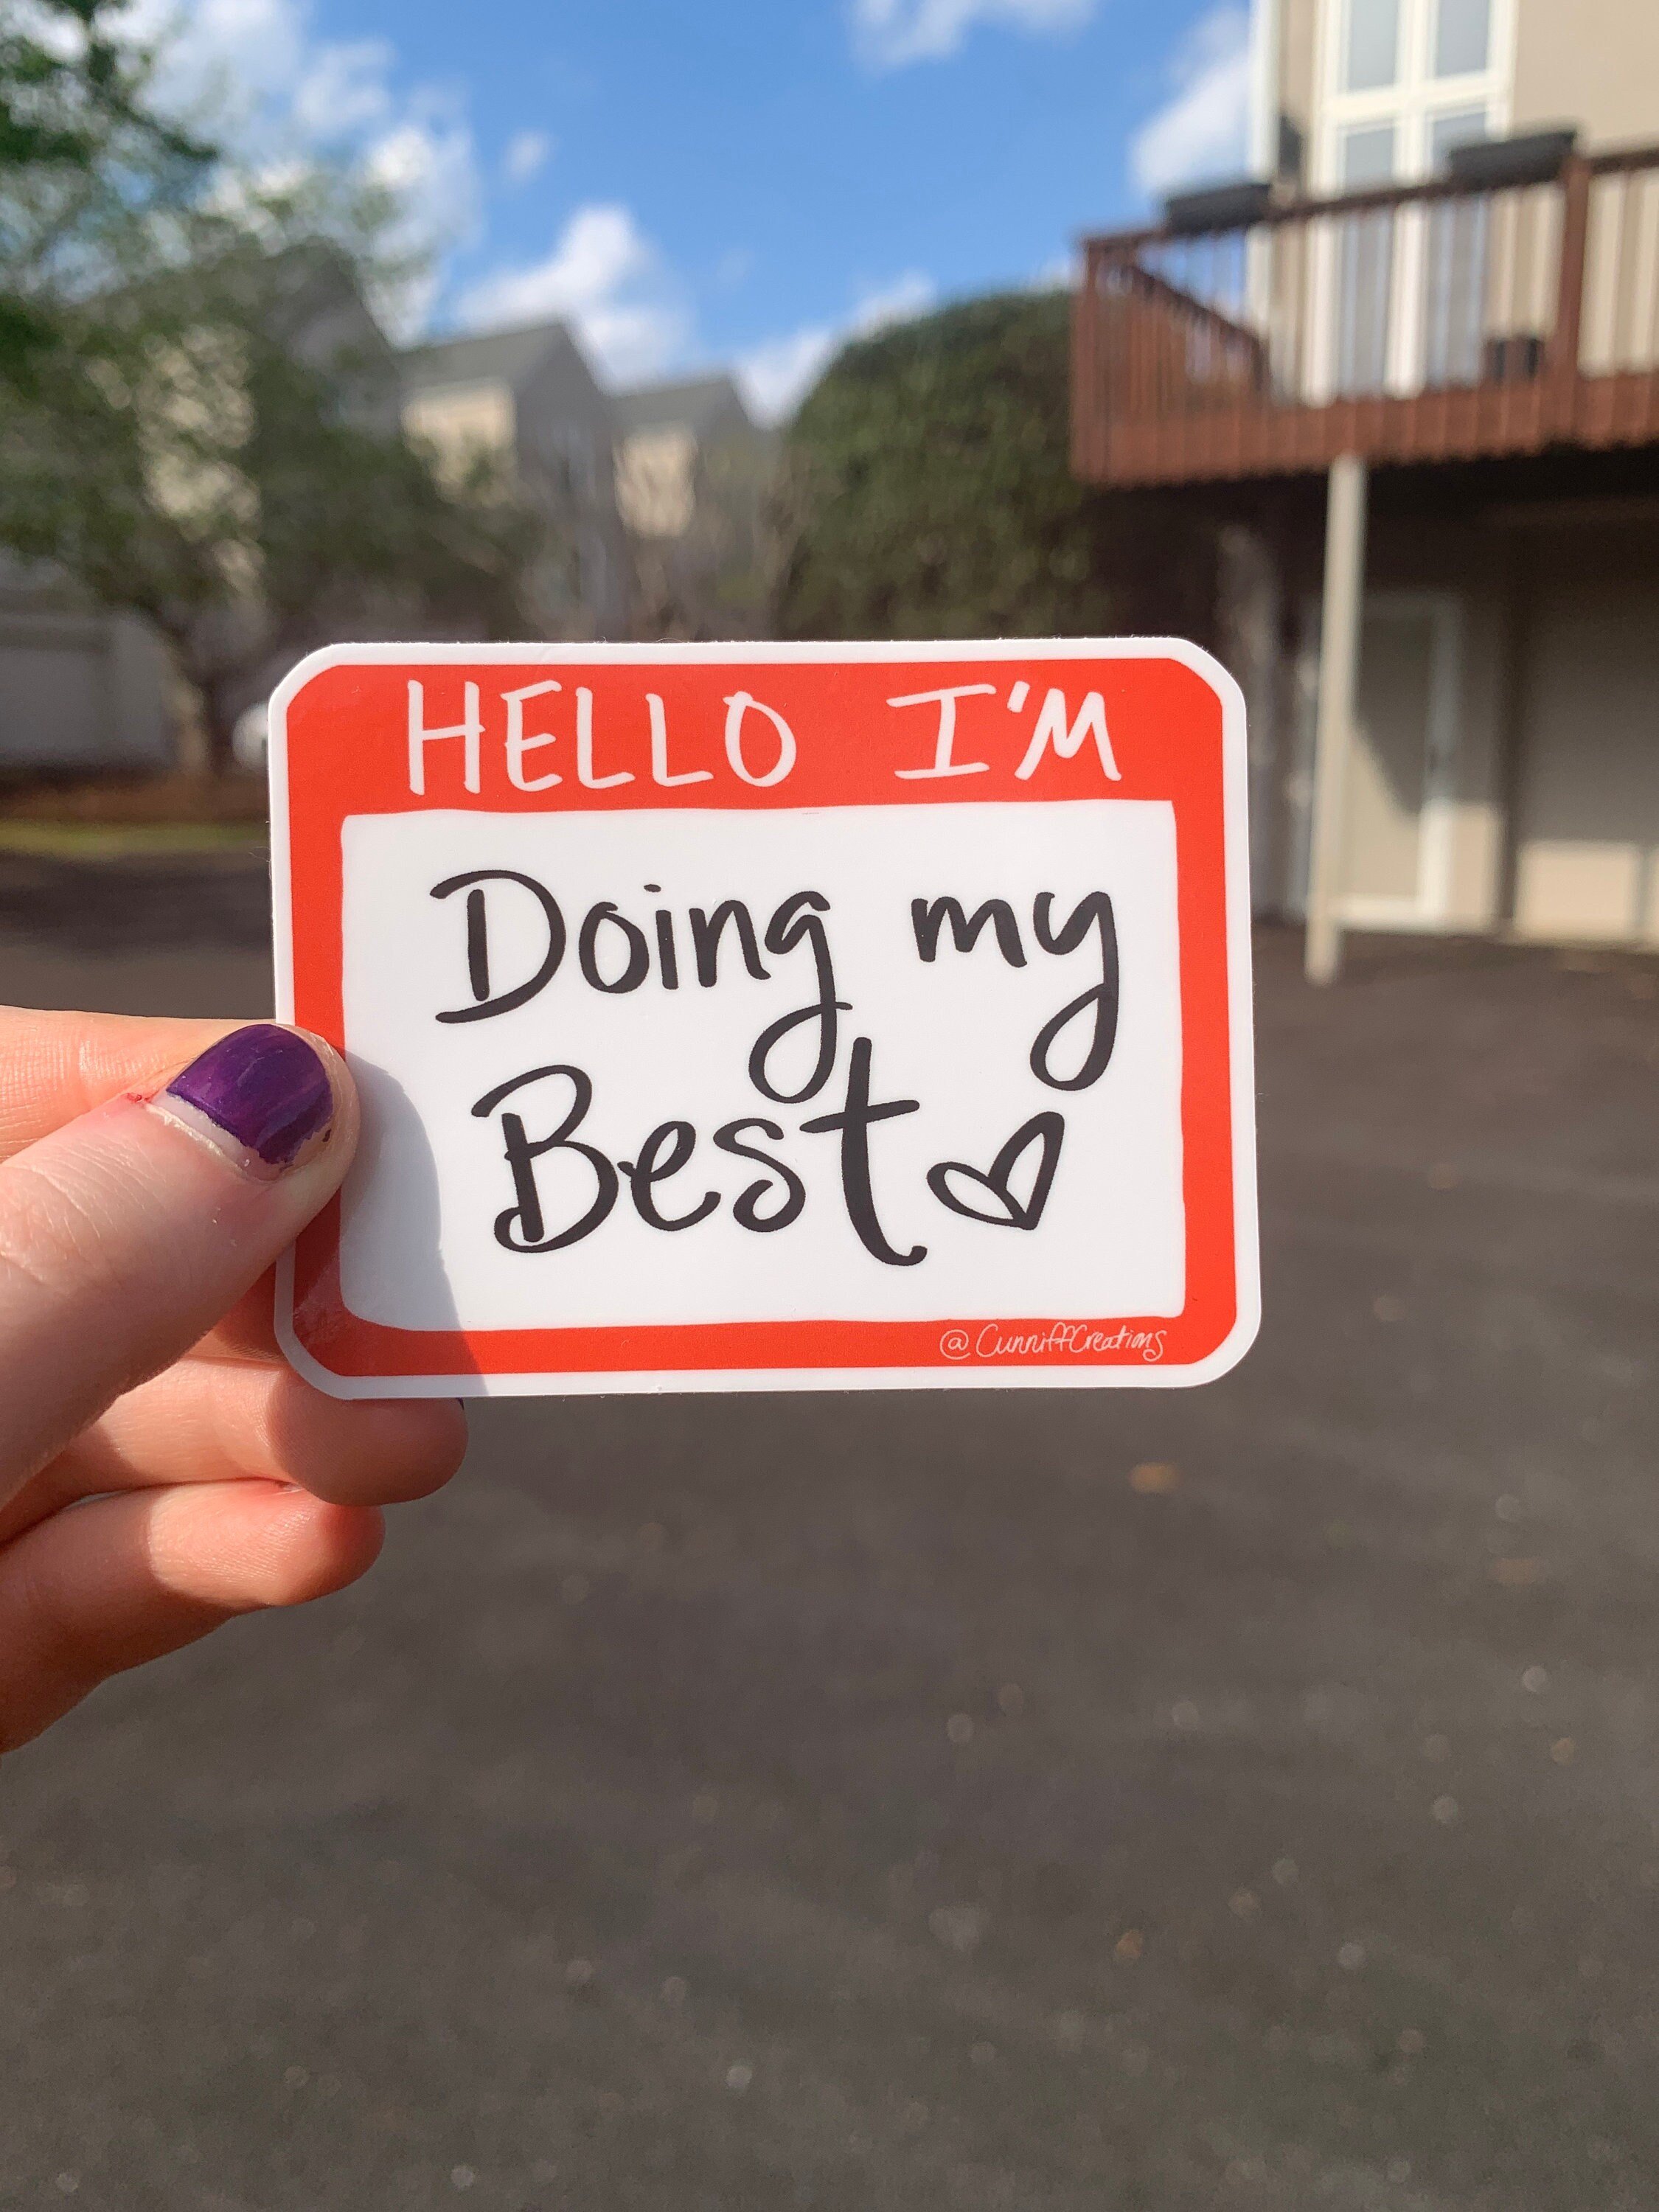 HELLO I'M
Doing my
Best
@CunniffCreations